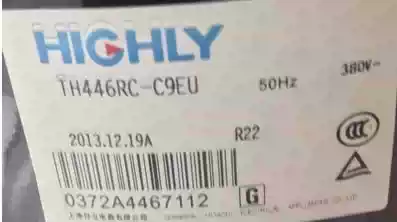 HIGHLY
TH446RC-C9EU 50Hz 380V~
2013.12.19A R22
0372A4467112 G